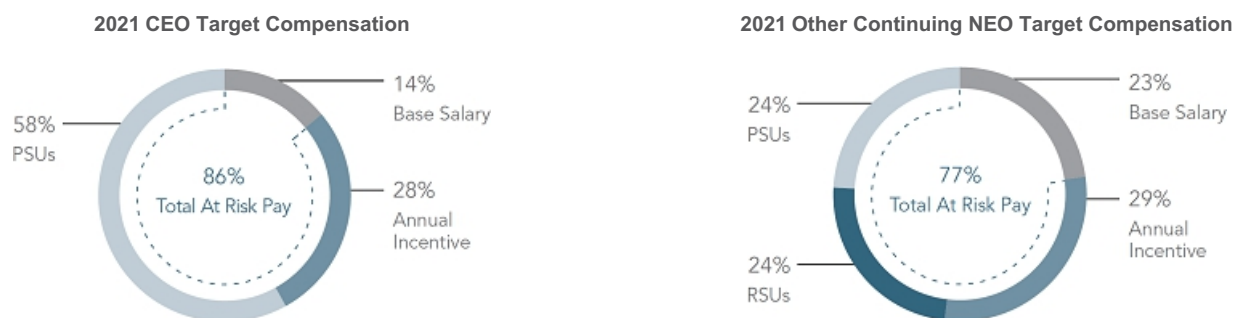 2021 CEO Target Compensation
14%
Base Salary
58%
PSUs
86%
Total At Risk Pay
28%
Annual
Incentive
2021 Other Continuing NEO Target Compensation
23%
Base Salary
24%
PSUs
77%
Total At Risk Pay
29%
Annual
Incentive
24%
RSUs